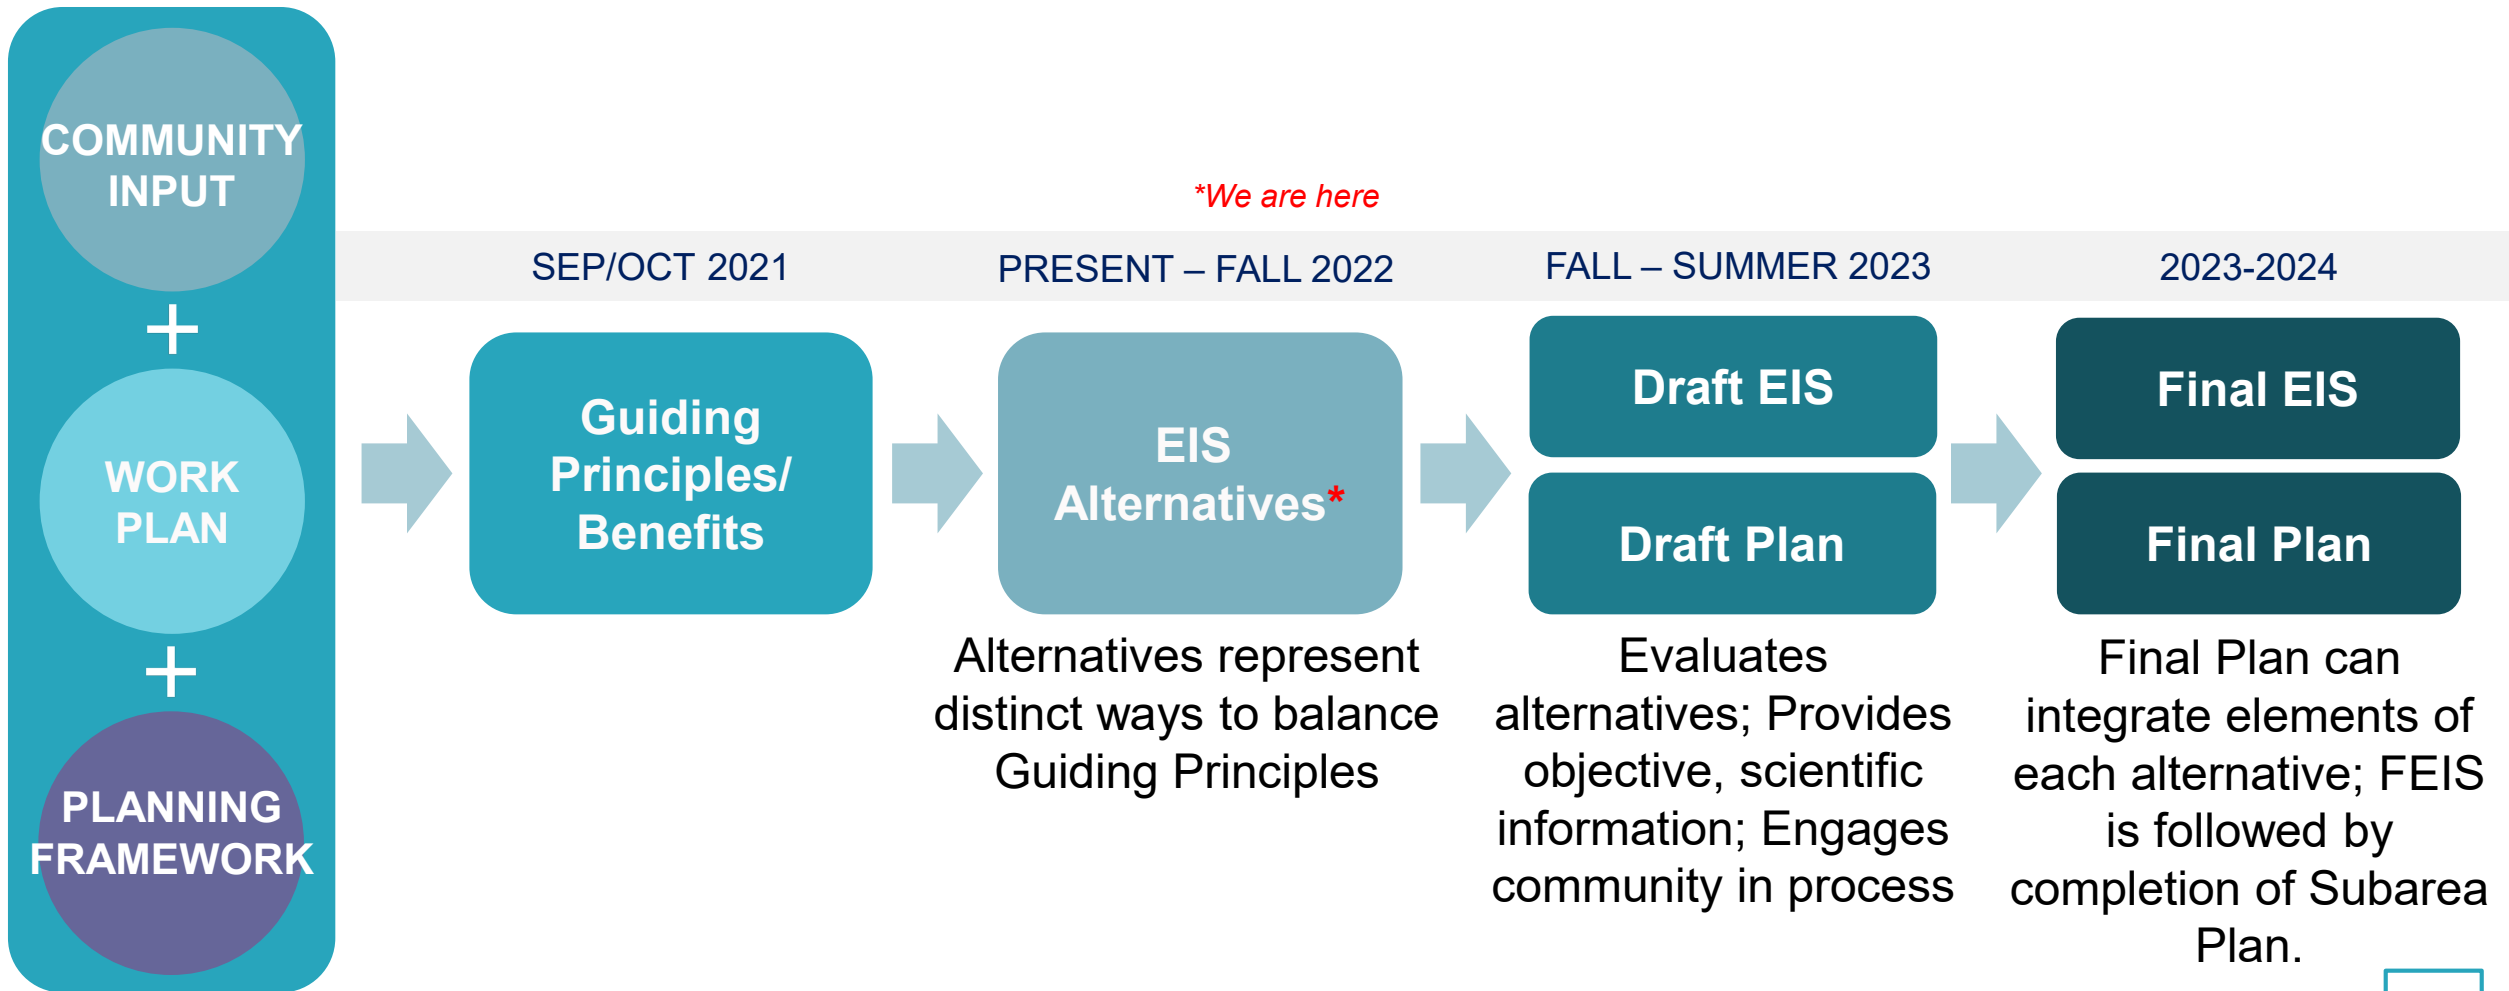 COMMUNITY
INPUT
+
WORK
PLAN
+
PLANNING
FRAMEWORK
*We are here
SEP/OCT 2021
PRESENT – FALL 2022
FALL – SUMMER 2023
2023-2024
Guiding
Principles/
Benefits
EIS
Alternatives*
Draft EIS
Draft Plan
Final EIS
Final Plan
Alternatives represent
distinct ways to balance
Guiding Principles
Evaluates
alternatives; Provides
objective, scientific
information; Engages
community in process
Final Plan can
integrate elements of
each alternative; FEIS
is followed by
completion of Subarea
Plan.